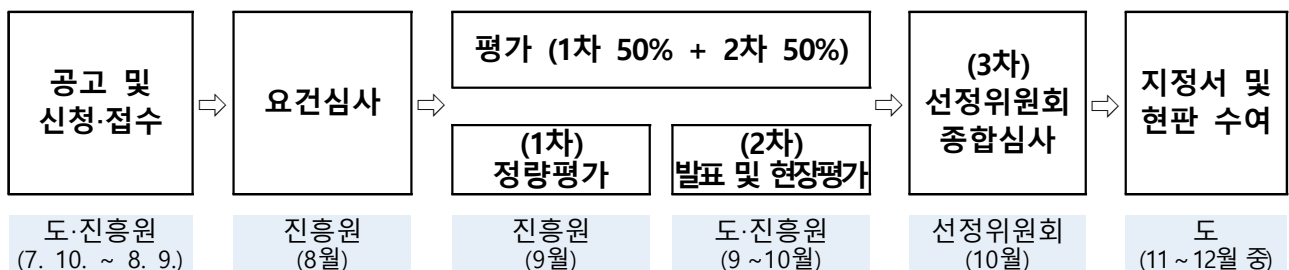 공고 및
신청·접수
⇨
요건심사
⇨
평가 (1차 50% + 2차 50%)
(1차)
정량평가
(2차)
발표 및 현장평가
⇨
(3차)
선정위원회
종합심사
⇨
지정서 및
현판 수여
도·진흥원
(7. 10. ~ 8. 9.)
진흥원
(8월)
진흥원
(9월)
도·진흥원
(9 ~10월)
선정위원회
(10월)
도
(11 ~ 12월 중)